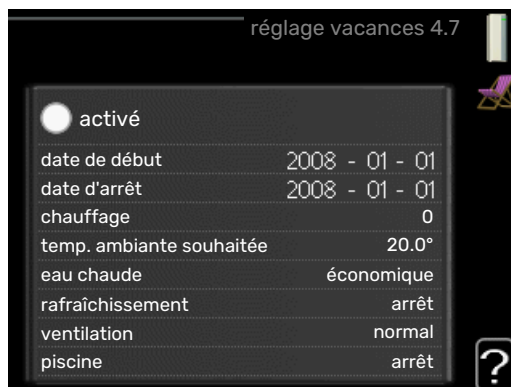 réglage vacances 4.7
activé
date de début 2008 - 01 - 01
date d'arrêt 2008 - 01 - 01
chauffage 0
temp. ambiante souhaitée 20.0°
eau chaude économique
rafraîchissement arrêt
ventilation normal
piscine arrêt
?